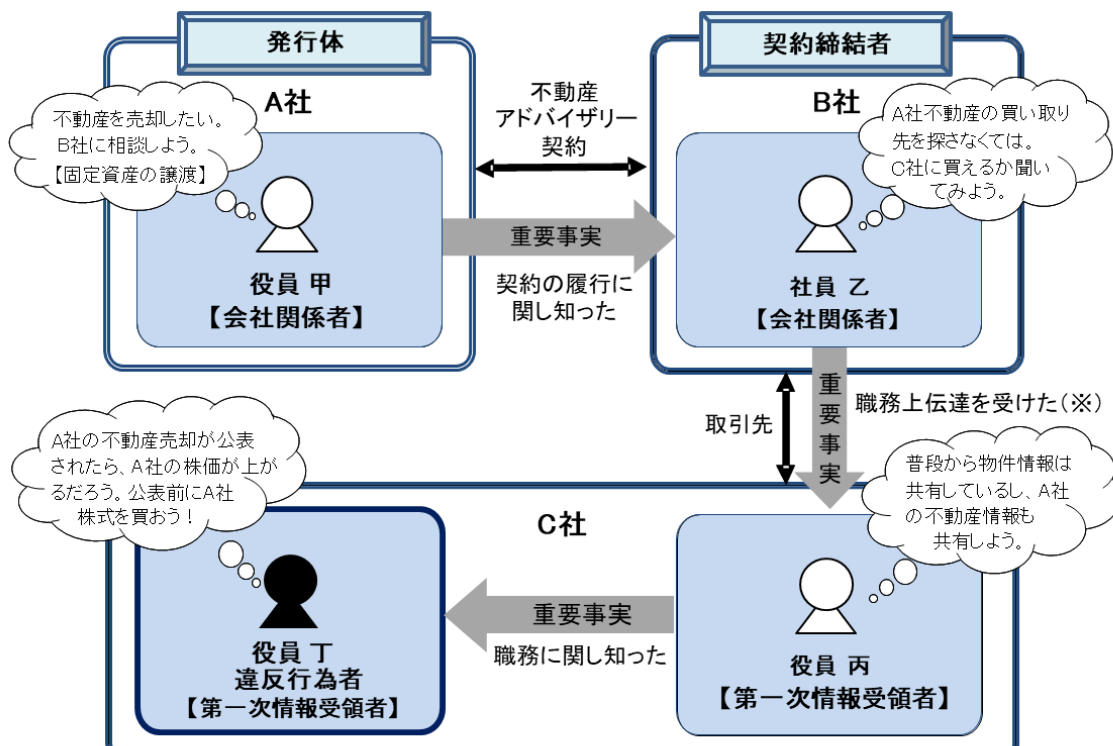 発行体
契約締結者
A社
B社
不動産を売却したい。
B社に相談しよう。
【固定資産の譲渡】
不動産
アドバイザリー
契約
A社不動産の買い取り
先を探さなくては。
C社に買えるか聞い
てみよう。
重要事実
契約の履行に
関し知った
役員 甲
【会社関係者】
社員 乙
【会社関係者】
取引先
重要事実
職務上伝達を受けた(※)
A社の不動産売却が公表
されたら、A社の株価が上が
るだろう。公表前にA社
株式を買おう！
C社
普段から物件情報は
共有しているし、A社
の不動産情報も
共有しよう。
重要事実
職務に関し知った
役員 丁
違反行為者
【第一次情報受領者】
役員 丙
【第一次情報受領者】